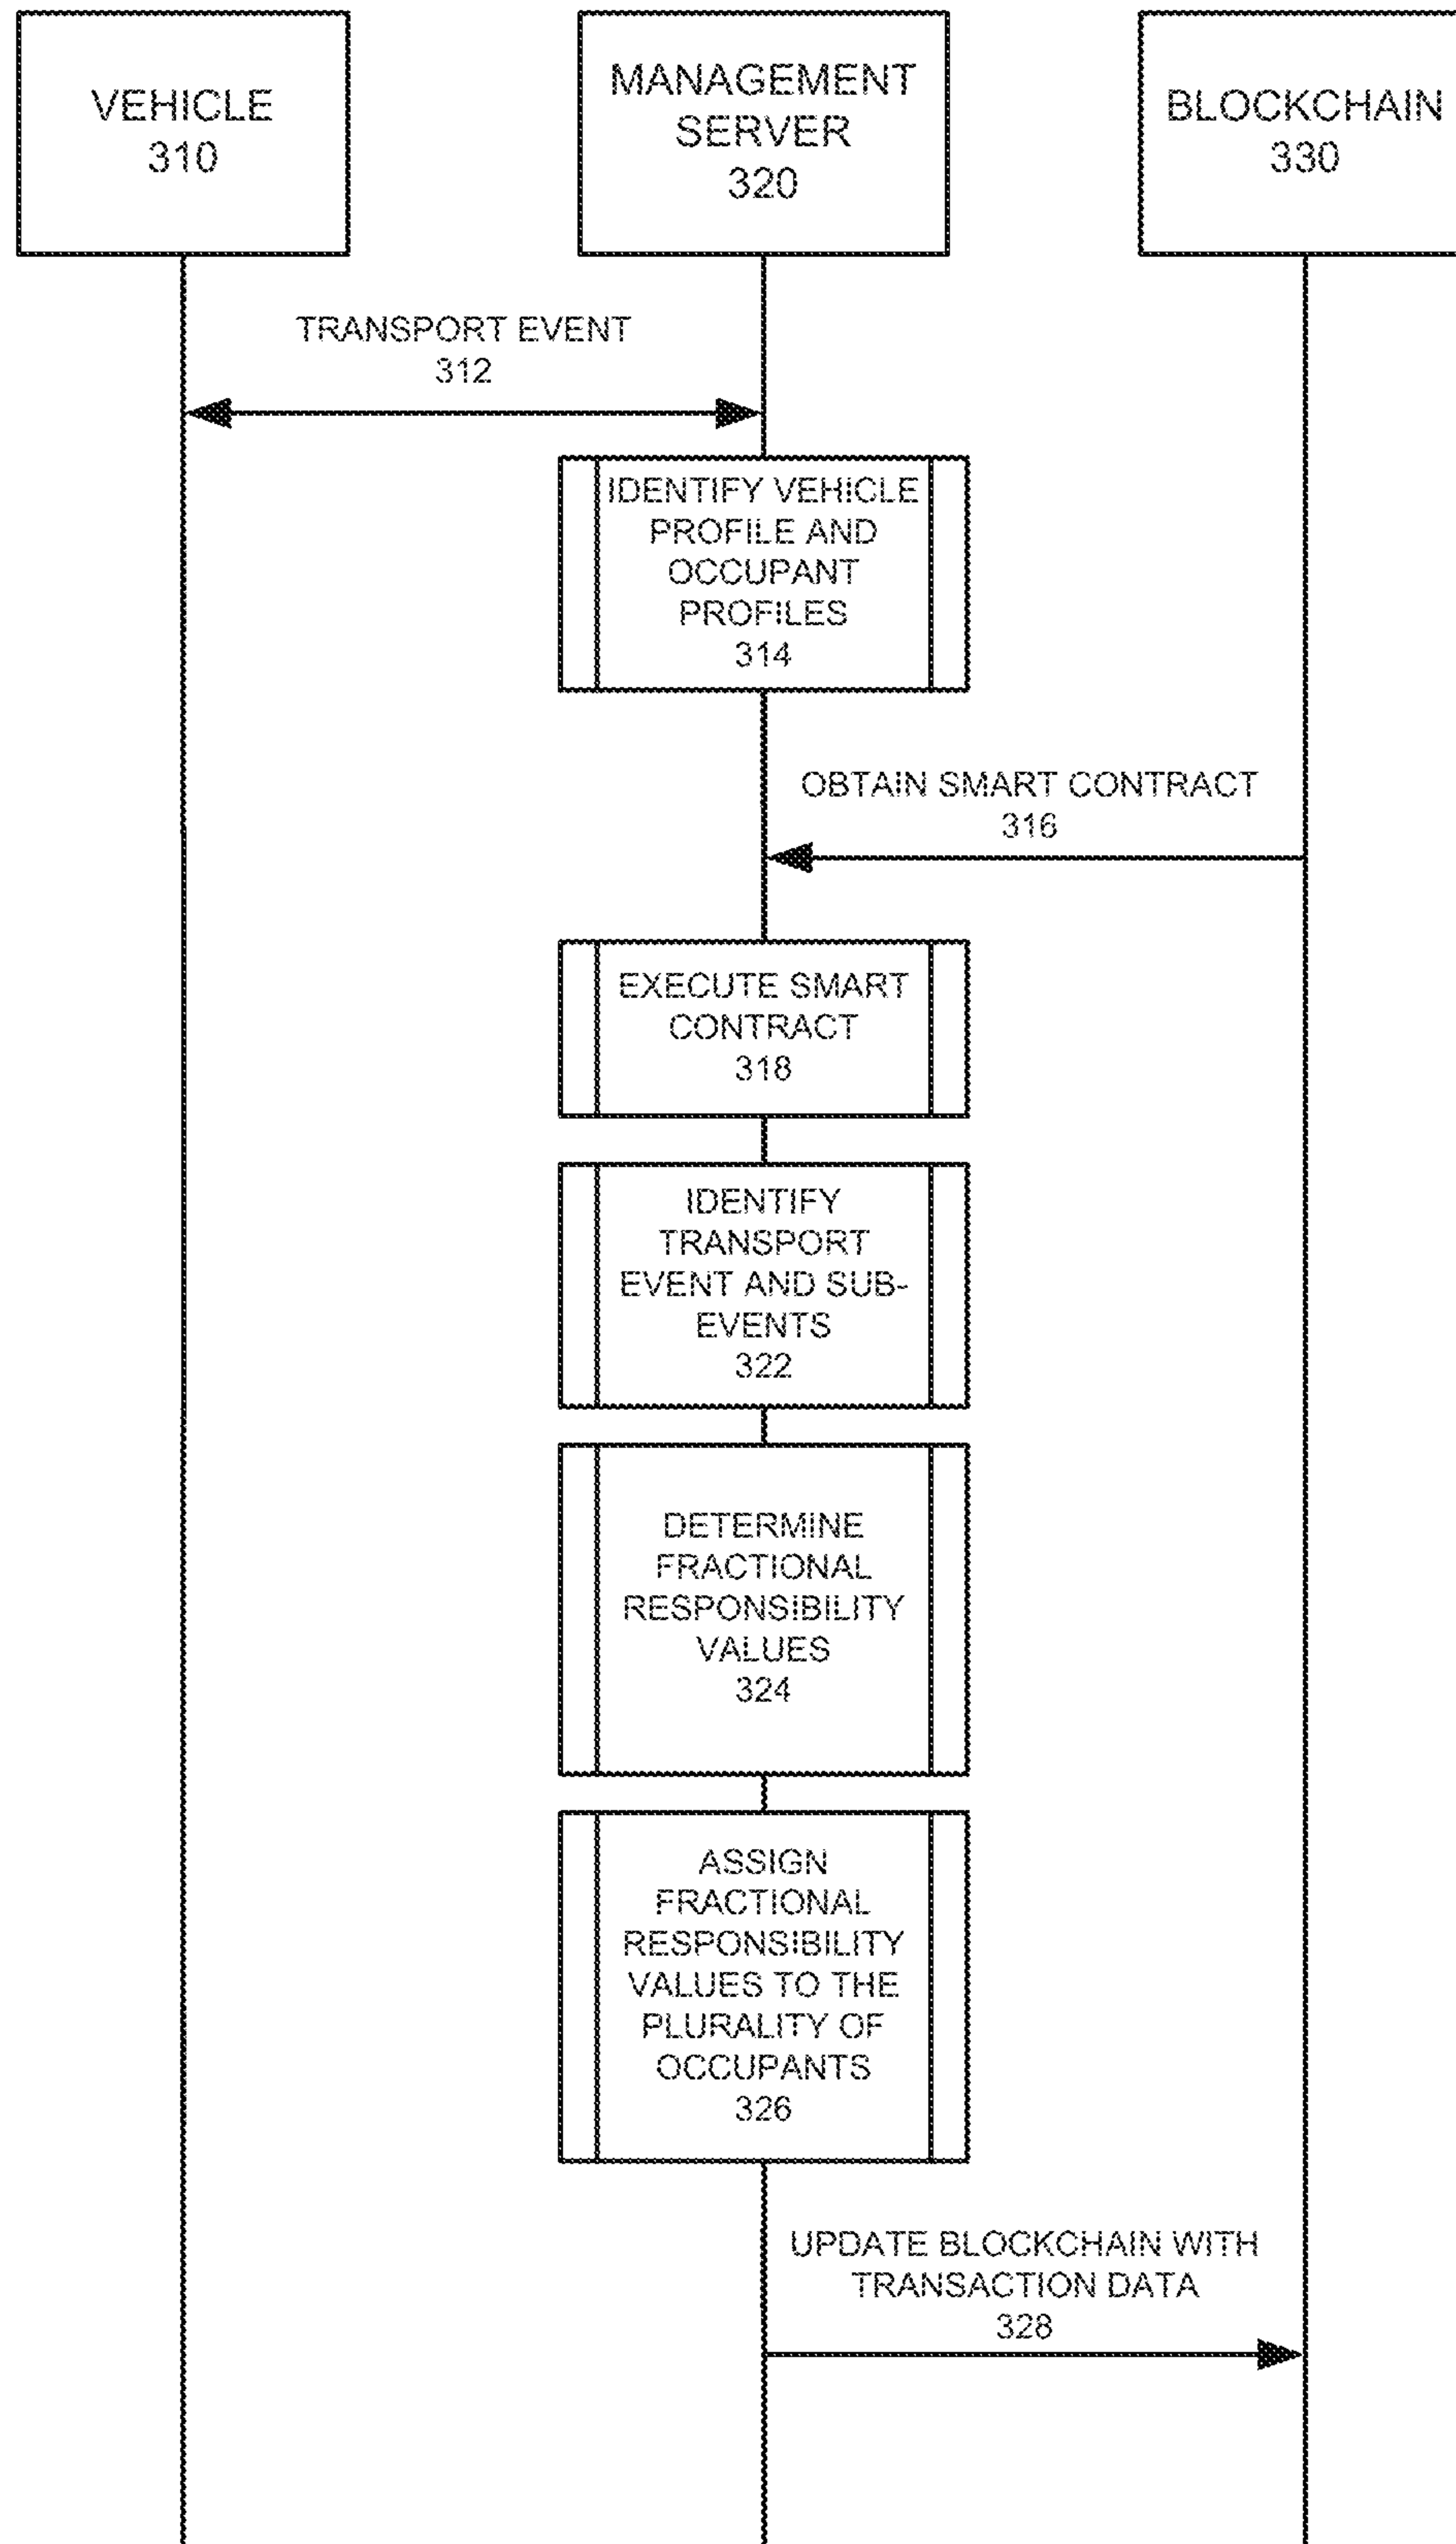 VEHICLE
310
MANAGEMENT
SERVER
320
BLOCKCHAIN
330
TRANSPORT EVENT
312
IDENTIFY VEHICLE
PROFILE AND
OCCUPANT
PROFILES
314
OBTAIN SMART CONTRACT
316
EXECUTE SMART
CONTRACT
318
IDENTIFY
TRANSPORT
EVENT AND SUB-
EVENTS
322
DETERMINE
FRACTIONAL
RESPONSIBILITY
VALUES
324
ASSIGN
FRACTIONAL
RESPONSIBILITY
VALUES TO THE
PLURALITY OF
OCCUPANTS
326
UPDATE BLOCKCHAIN WITH
TRANSACTION DATA
328